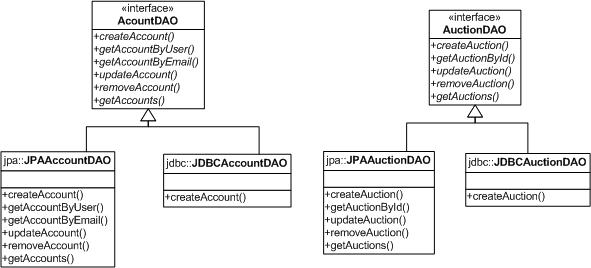 «interface»
AcountDAO
+createAccount()
+getAccountByUser()
+getAccountByEmail()
+updateAccount()
+removeAccount()
+getAccounts()
«interface»
AuctionDAO
+createAuction()
+getAuctionById()
+updateAuction()
+removeAuction()
+getAuctions()
jpa::JPAAccountDAO
+createAccount()
+getAccountByUser()
+getAccountByEmail()
+updateAccount()
+removeAccount()
+getAccounts()
jdbc::JDBCAccountDAO
+createAccount()
jpa::JPAAuctionDAO
+createAuction()
+getAuctionById()
+updateAuction()
+removeAuction()
+getAuctions()
jdbc::JDBCAuctionDAO
+createAuction()